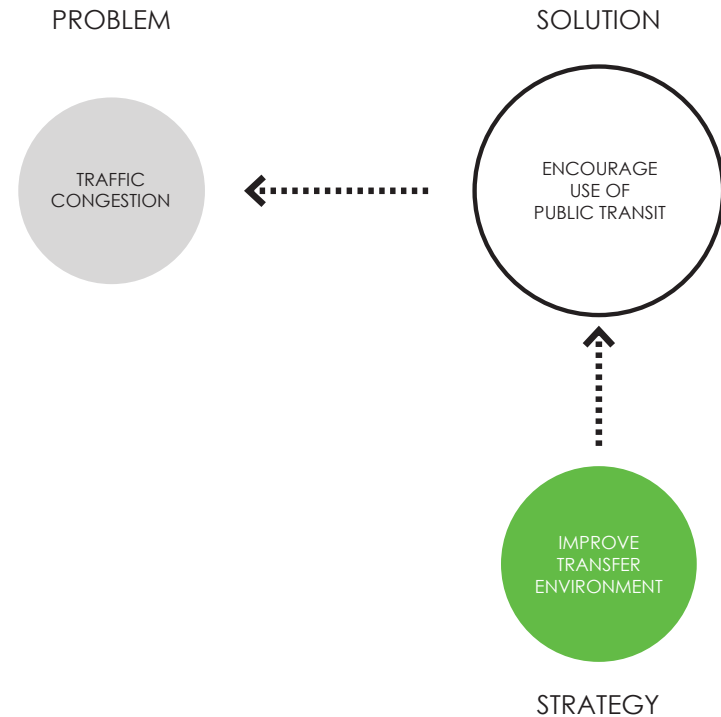 PROBLEM
SOLUTION
TRAFFIC
CONGESTION
ENCOURAGE
USE OF
PUBLIC TRANSIT
IMPROVE
TRANSFER
ENVIRONMENT
STRATEGY